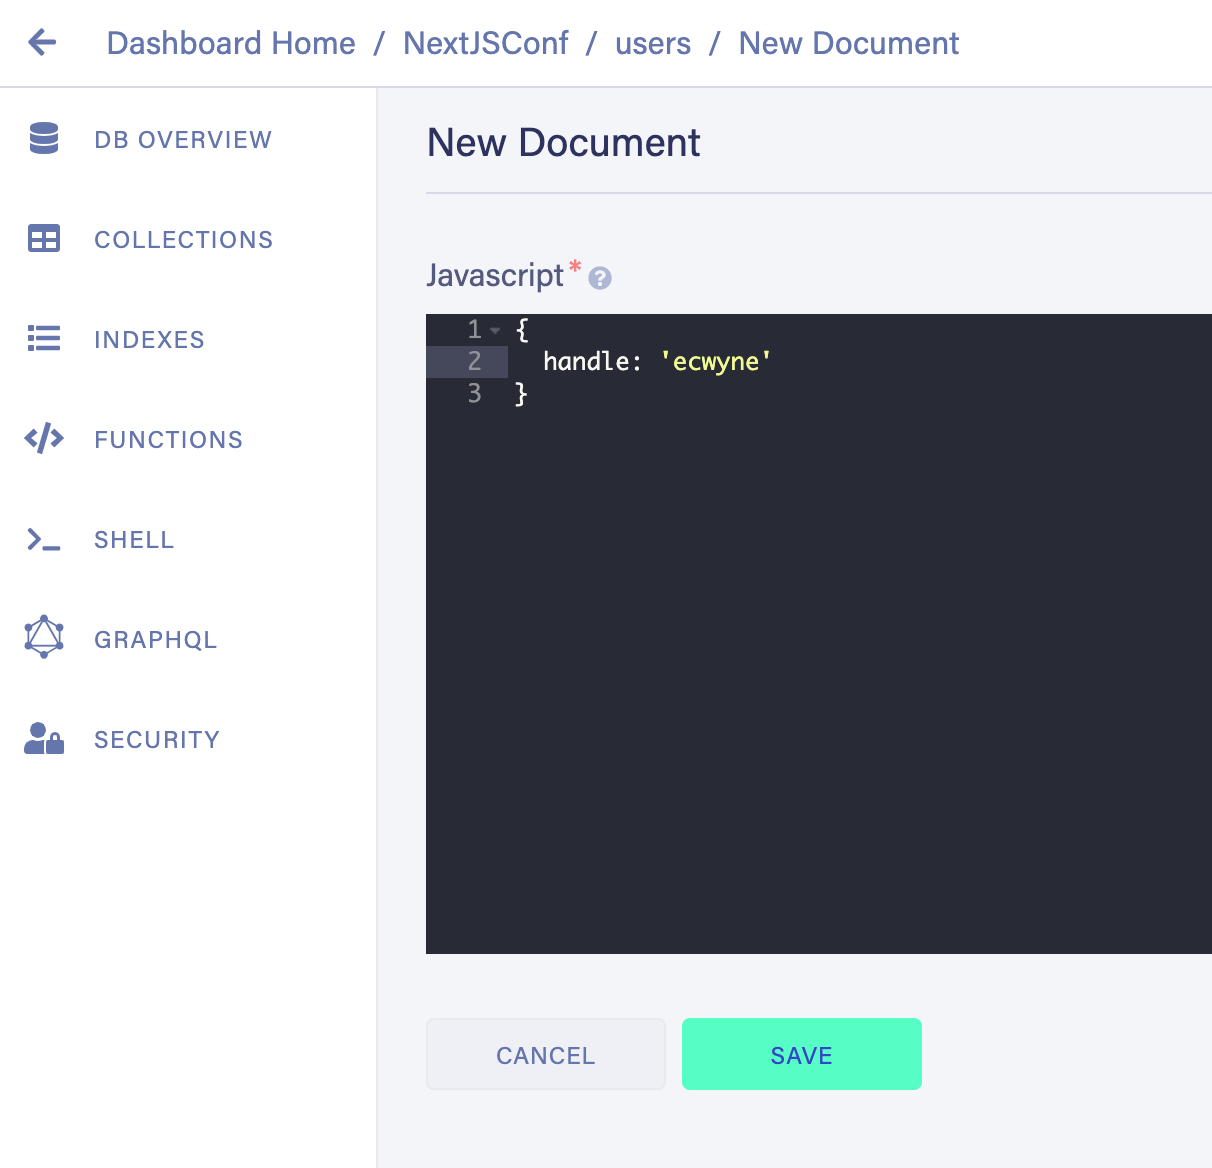 Dashboard Home / NextJSConf / users / New Document
DB OVERVIEW
COLLECTIONS
INDEXES
FUNCTIONS
SHELL
GRAPHQL
SECURITY
New Document
Javascript * ?
1 {
2 handle: 'ecwyne'
3 }
CANCEL
SAVE